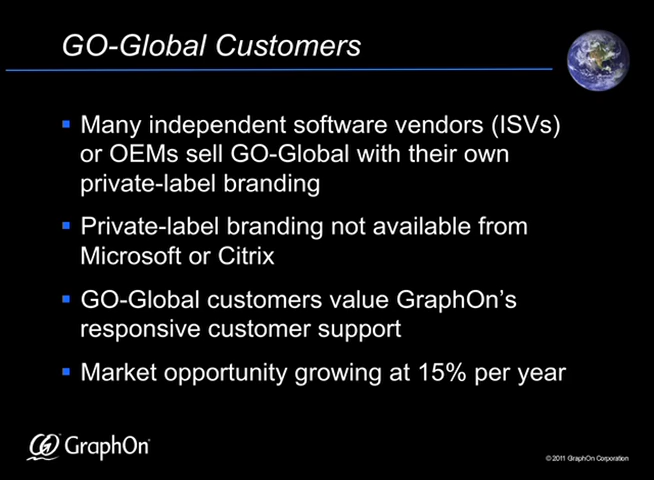 GO-Global Customers
Many independent software vendors (ISVs)
or OEMs sell GO-Global with their own
private-label branding
Private-label branding not available from
Microsoft or Citrix
GO-Global customers value GraphOn's
responsive customer support
Market opportunity growing at 15% per year
GraphOn
© 2011 GraphOn Corporation